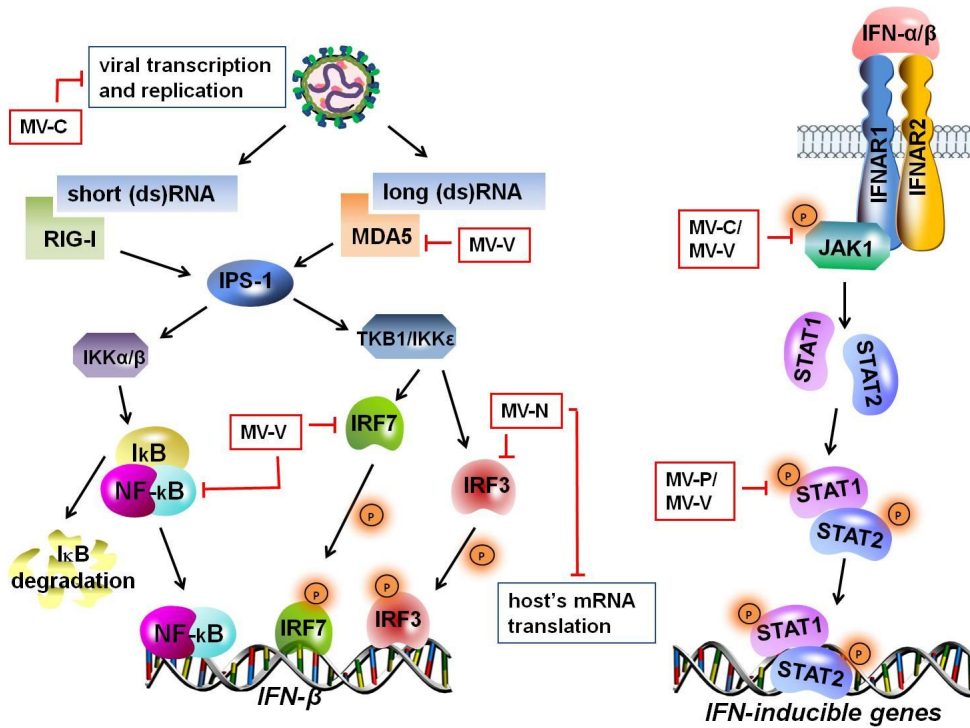 viral transcription
and replication
MV-C
short (ds)RNA
long (ds)RNA
RIG-I
MDA5
MV-V
IPS-1
IKKα/β
TKB1/IKKε
MV-V
IRF7
MV-N
IκB
NF-κB
IRF3
P
P
IκB
degradation
P
P
host's mRNA
translation
NF-κB
IRF7
IRF3
IFN-β
IFN-α/β
IFNAR1
IFNAR2
P
MV-C/
MV-V
JAK1
STAT1
STAT2
MV-P/
MV-V
P
STAT1
P
STAT2
P
STAT1
P
STAT2
IFN-inducible genes